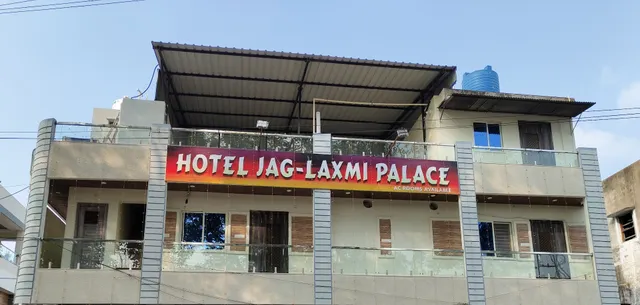 HOTEL JAG-LAXMI PALACE
AC ROOMS AVAILABLE